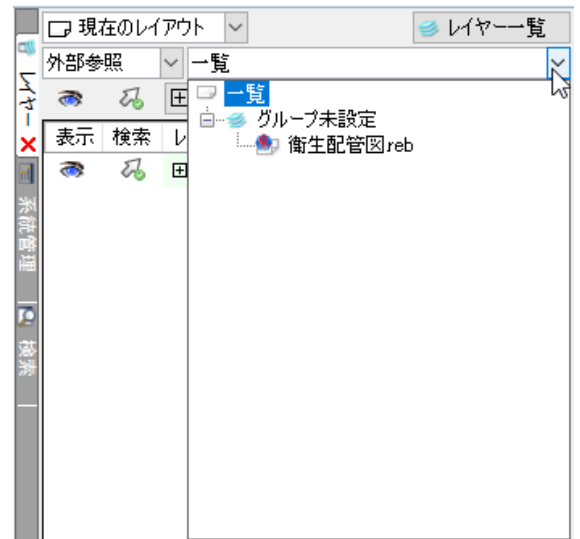 現在のレイアウト
レイヤー一覧
外部参照
一覧
表示 検索 レ
一覧
グループ未設定
衛生配管図.reb
レイヤー
系統管理
検索